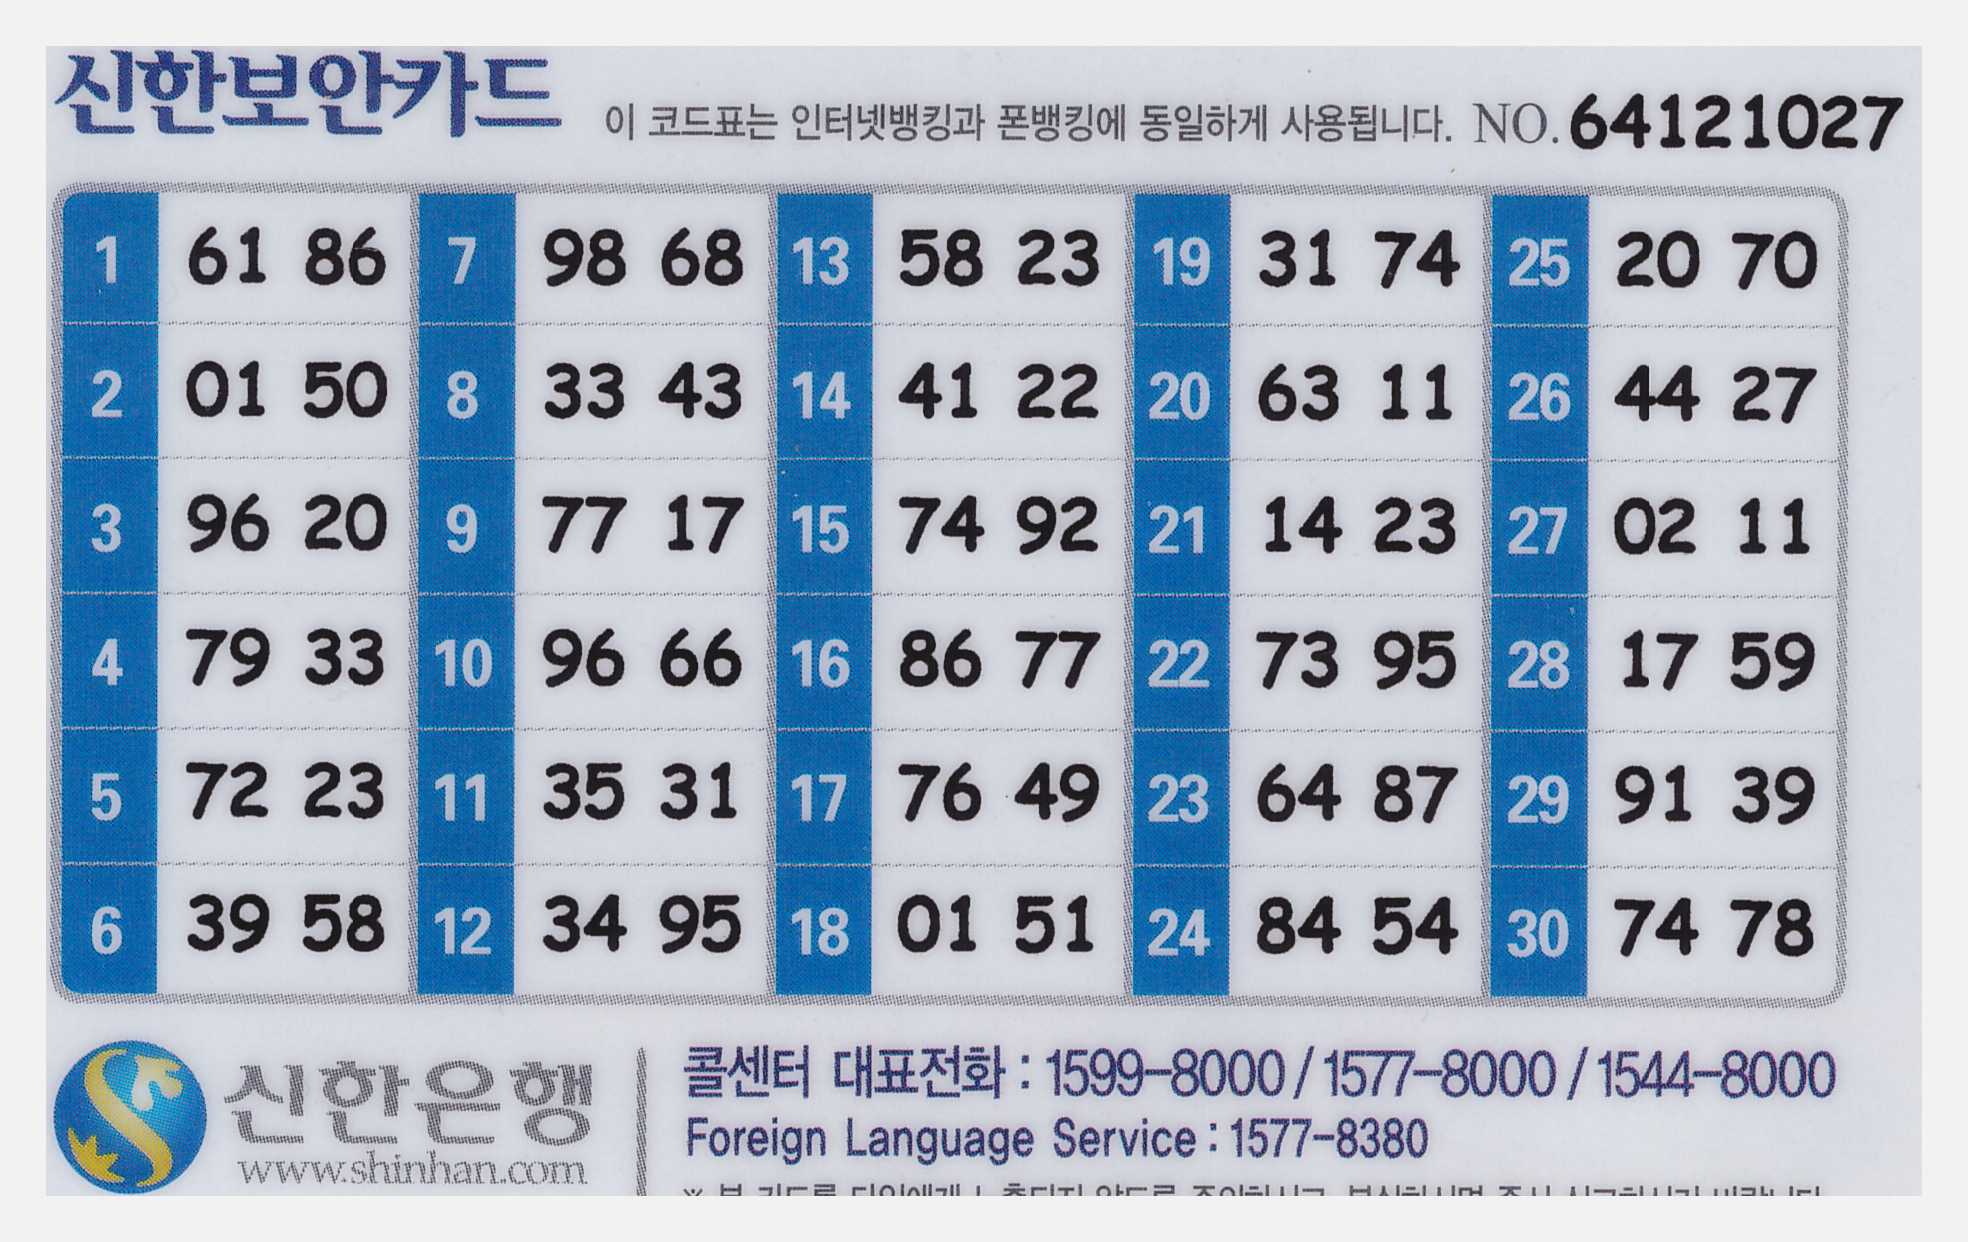 신한보안카드 이 코드표는 인터넷뱅킹과 폰뱅킹에 동일하게 사용됩니다. NO. 64121027
1 61 86 7 98 68 13 58 23 19 31 74 25 20 70
2 01 50 8 33 43 14 41 22 20 63 11 26 44 27
3 96 20 9 77 17 15 74 92 21 14 23 27 02 11
4 79 33 10 96 66 16 86 77 22 73 95 28 17 59
5 72 23 11 35 31 17 76 49 23 64 87 29 91 39
6 39 58 12 34 95 18 01 51 24 84 54 30 74 78
신한은행
www.shinhan.com
콜센터 대표전화 : 1599-8000 / 1577-8000 / 1544-8000
Foreign Language Service : 1577-8380